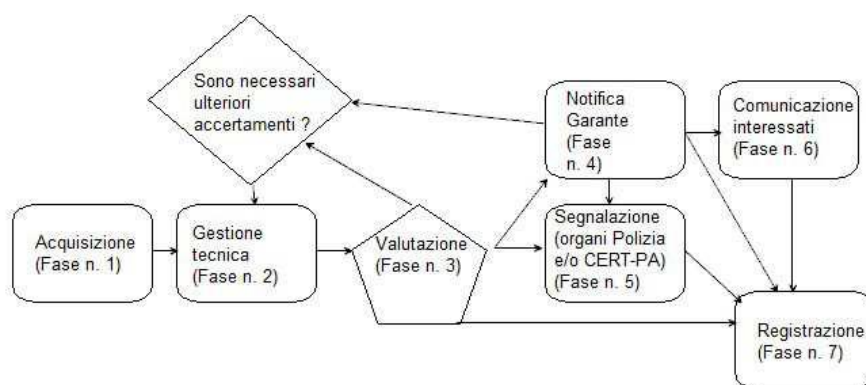 Sono necessari
ulteriori
accertamenti ?
Notifica
Garante
(Fase
n. 4)
Comunicazione
interessati
(Fase n. 6)
Acquisizione
(Fase n. 1)
Gestione
tecnica
(Fase n. 2)
Valutazione
(Fase n. 3)
Segnalazione
(organi Polizia
e/o CERT-PA)
(Fase n. 5)
Registrazione
(Fase n. 7)